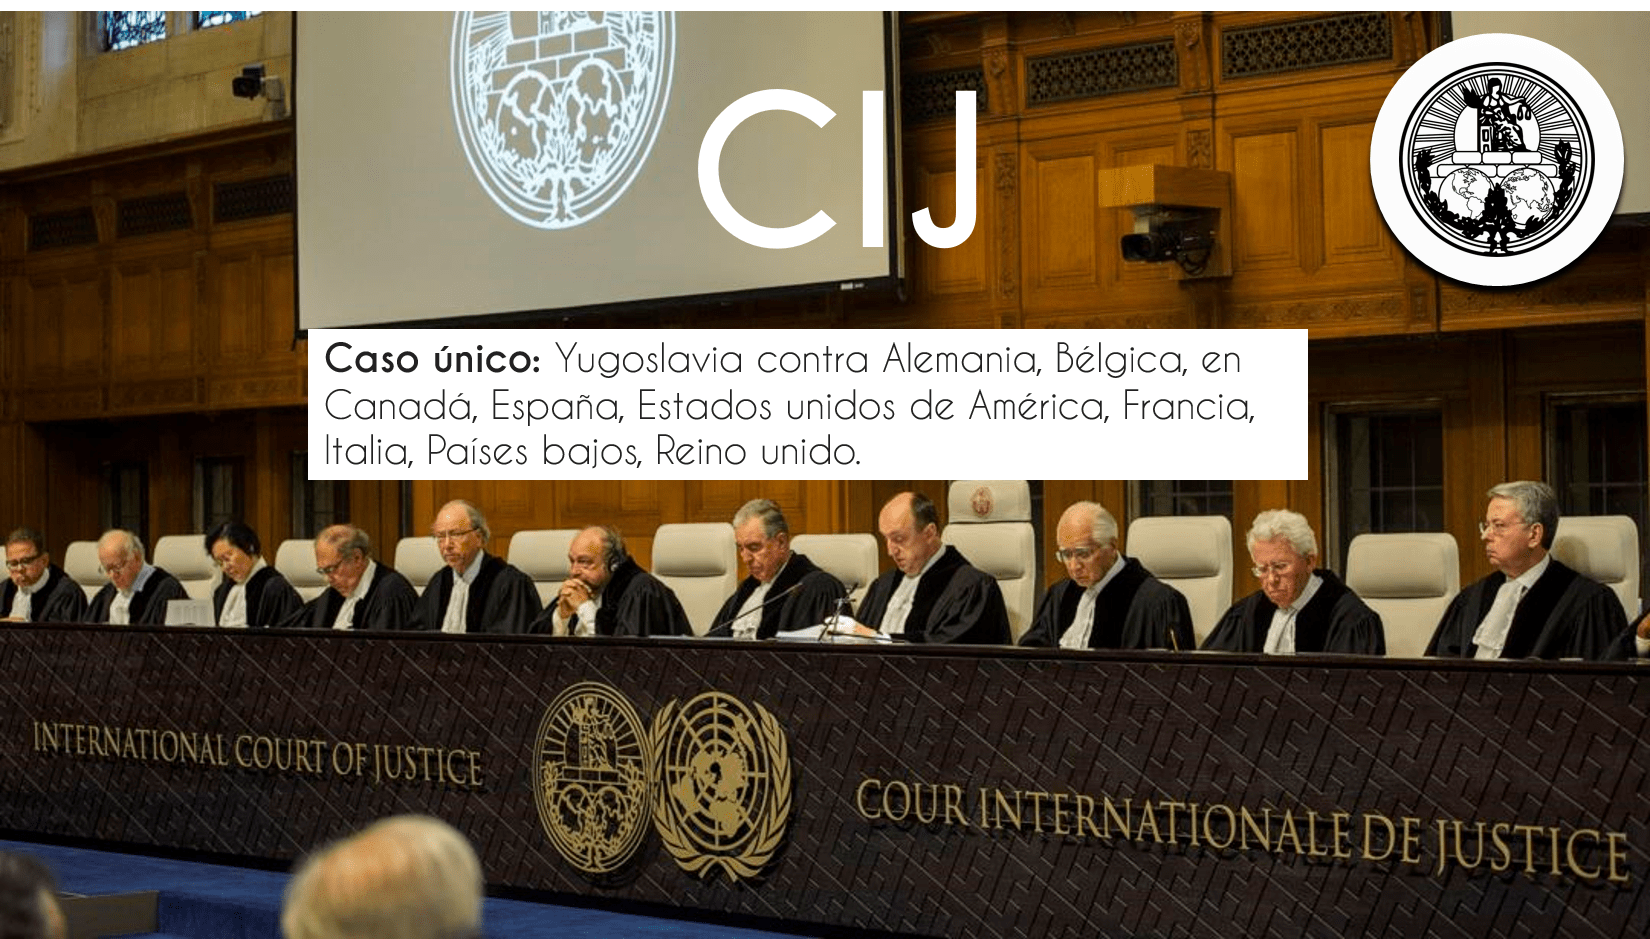 CIJ
Caso único: Yugoslavia contra Alemania, Bélgica, en
Canadá, España, Estados unidos de América, Francia,
Italia, Países bajos, Reino unido.
INTERNATIONAL COURT OF JUSTICE
COUR INTERNATIONALE DE JUSTICE